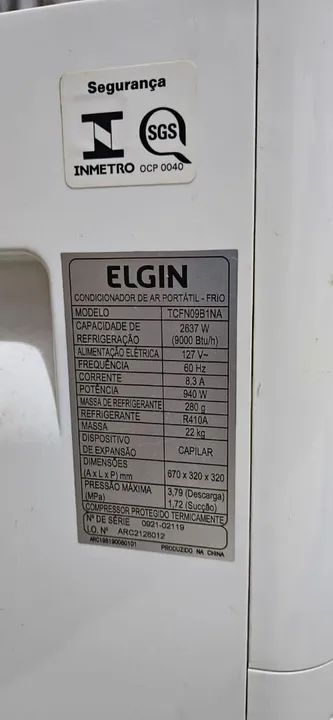 Segurança
SGS
INMETRO OCP 0040
ELGIN
CONDICIONADOR DE AR PORTÁTIL - FRIO
MODELO TCFN09B1NA
CAPACIDADE DE REFRIGERAÇÃO 2637 W (9000 Btu/h)
ALIMENTAÇÃO ELÉTRICA 127 V~
FREQUÊNCIA 60 Hz
CORRENTE 8,3 A
POTÊNCIA 940 W
MASSA DE REFRIGERANTE 280 g
REFRIGERANTE R410A
MASSA 22 kg
DISPOSITIVO DE EXPANSÃO CAPILAR
DIMENSÕES (A x L x P) mm 670 x 320 x 320
PRESSÃO MÁXIMA (MPa) 3,79 (Descarga) 1,72 (Sucção)
COMPRESSOR PROTEGIDO TERMICAMENTE
Nº DE SÉRIE 0921-02119
I.O. Nº ARC2126012
ARC198190060101 PRODUZIDO NA CHINA